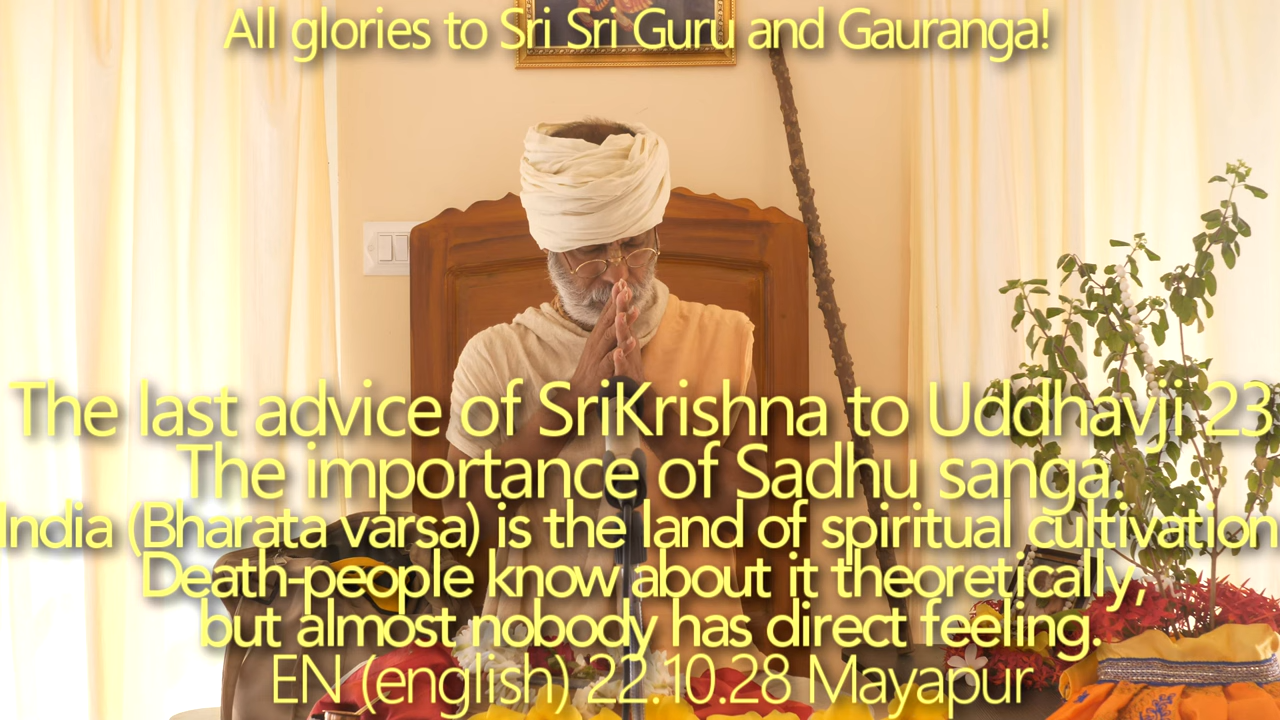 All glories to Sri Sri Guru and Gauranga!
The last advice of SriKrishna to Uddhavji 23
The importance of Sadhu sanga.
India (Bharata varsa) is the land of spiritual cultivation
Death-people know about it theoretically,
but almost nobody has direct feeling.
EN (english) 22.10.28 Mayapur